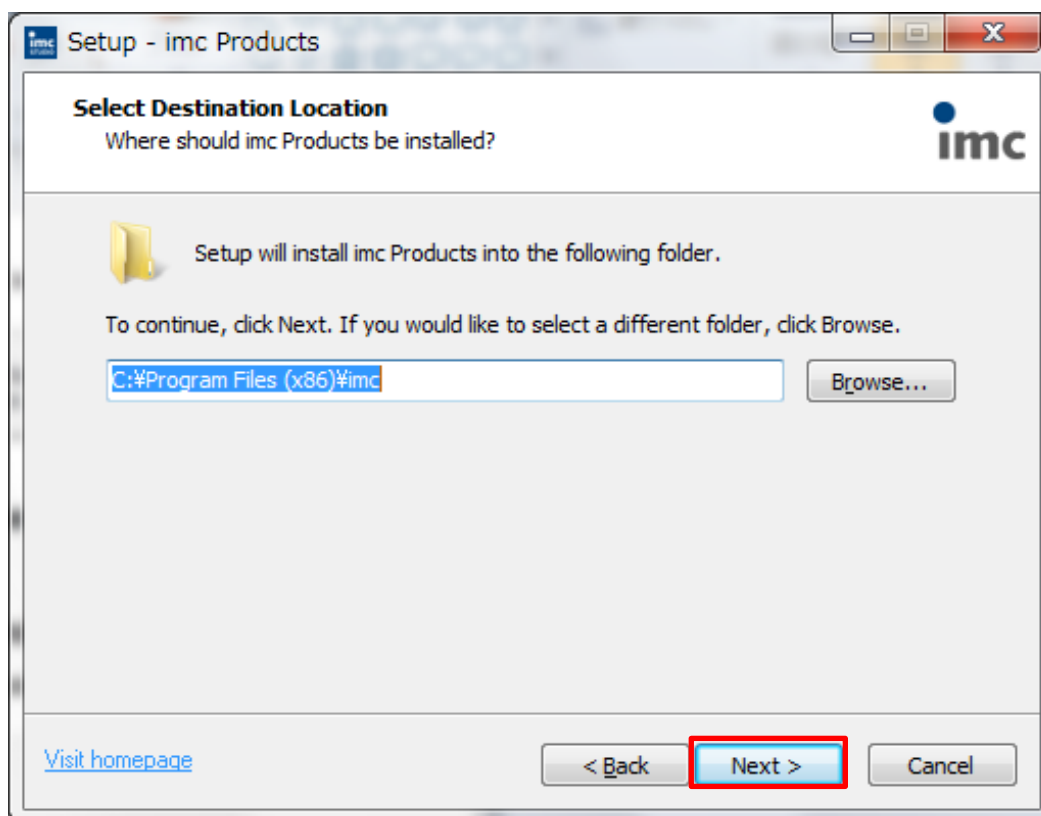 imc
STUDIO
Setup - imc Products
Select Destination Location
Where should imc Products be installed?
imc
Setup will install imc Products into the following folder.
To continue, click Next. If you would like to select a different folder, click Browse.
C:¥Program Files (x86)¥imc
Browse...
Visit homepage
< Back
Next >
Cancel